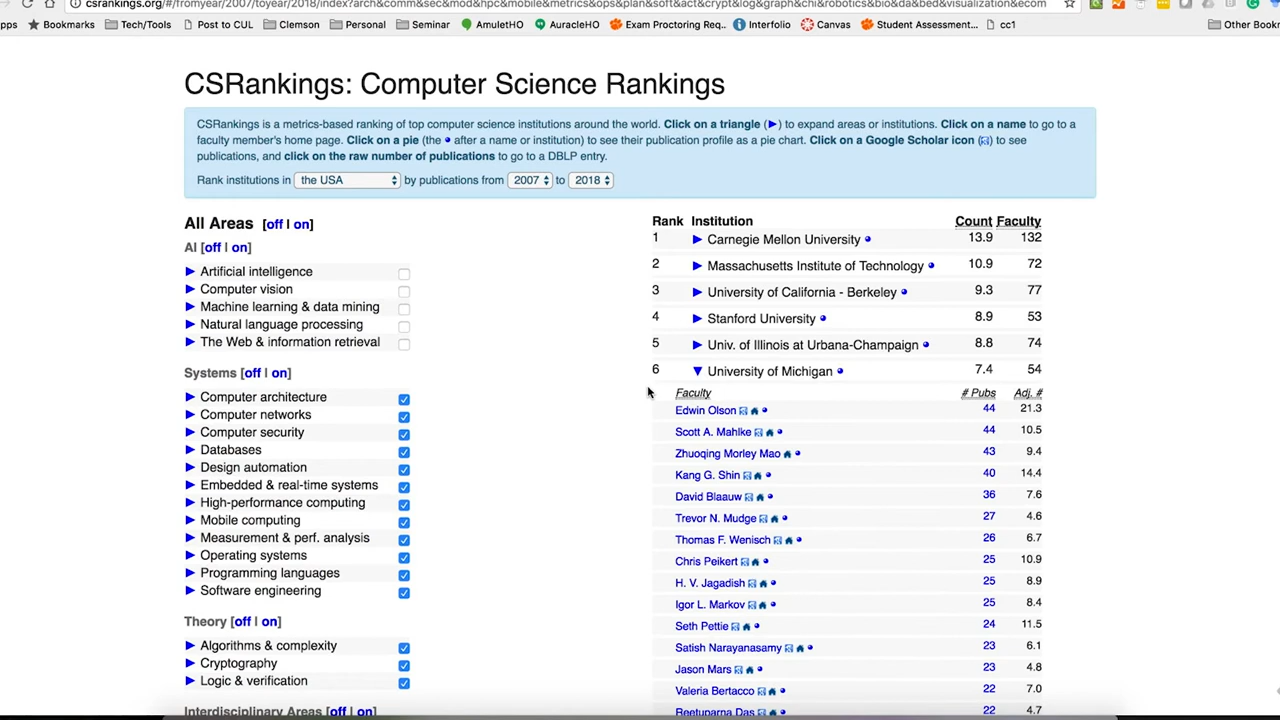 csrankings.org/#/fromyear/2007/toyear/2018/index?arch&comm&sec&mod&hpc&mobile&metrics&ops&plan&soft&act&crypt&log&graph&chi&robotics&bio&da&bed&visualization&ecom
Apps Bookmarks Tech/Tools Post to CUL Clemson Personal Seminar AmuletHO AuracleHO Exam Proctoring Req... Interfolio Canvas Student Assessment... cc1 Other Bookr
CSRankings: Computer Science Rankings
CSRankings is a metrics-based ranking of top computer science institutions around the world. Click on a triangle (▶) to expand areas or institutions. Click on a name to go to a
faculty member's home page. Click on a pie (the • after a name or institution) to see their publication profile as a pie chart. Click on a Google Scholar icon () to see
publications, and click on the raw number of publications to go to a DBLP entry.
Rank institutions in the USA by publications from 2007 to 2018
All Areas [off | on]
AI [off | on]
▶ Artificial intelligence
▶ Computer vision
▶ Machine learning & data mining
▶ Natural language processing
▶ The Web & information retrieval
Systems [off | on]
▶ Computer architecture
▶ Computer networks
▶ Computer security
▶ Databases
▶ Design automation
▶ Embedded & real-time systems
▶ High-performance computing
▶ Mobile computing
▶ Measurement & perf. analysis
▶ Operating systems
▶ Programming languages
▶ Software engineering
Theory [off | on]
▶ Algorithms & complexity
▶ Cryptography
▶ Logic & verification
Interdisciplinary Areas [off | on]
Rank Institution Count Faculty
1 ▶ Carnegie Mellon University 13.9 132
2 ▶ Massachusetts Institute of Technology 10.9 72
3 ▶ University of California - Berkeley 9.3 77
4 ▶ Stanford University 8.9 53
5 ▶ Univ. of Illinois at Urbana-Champaign 8.8 74
6 ▼ University of Michigan 7.4 54
Faculty # Pubs Adj. #
Edwin Olson 44 21.3
Scott A. Mahlke 44 10.5
Zhuoqing Morley Mao 43 9.4
Kang G. Shin 40 14.4
David Blaauw 36 7.6
Trevor N. Mudge 27 4.6
Thomas F. Wenisch 26 6.7
Chris Peikert 25 10.9
H. V. Jagadish 25 8.9
Igor L. Markov 25 8.4
Seth Pettie 24 11.5
Satish Narayanasamy 23 6.1
Jason Mars 23 4.8
Valeria Bertacco 22 7.0
Reetuparna Das 22 4.7